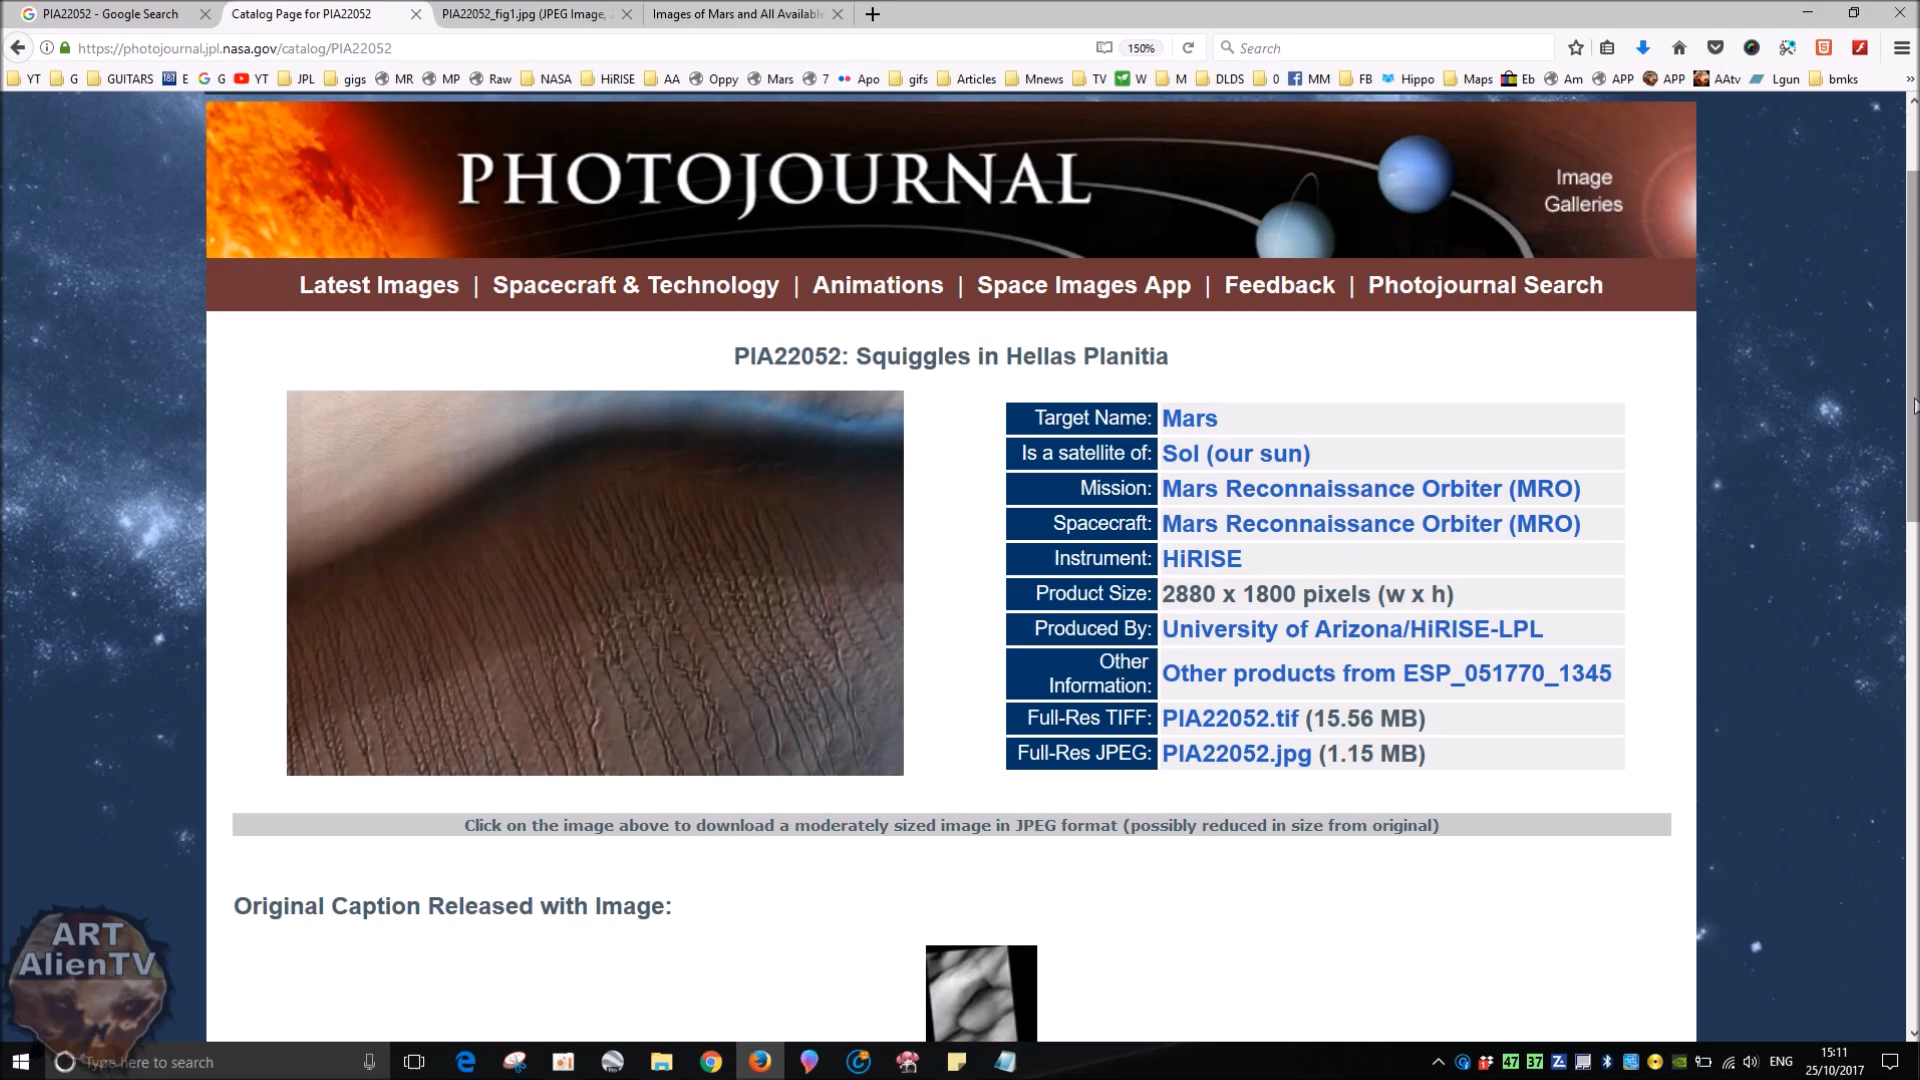 PIA22052 - Google Search
Catalog Page for PIA22052
PIA22052_fig1.jpg (JPEG Image,
Images of Mars and All Available
https://photojournal.jpl.nasa.gov/catalog/PIA22052
150%
Search
YT G GUITARS E G YT JPL gigs MR MP Raw NASA HiRISE AA Oppy Mars 7 Apo gifs Articles Mnews TV W M DLDS 0 MM FB Hippo Maps Eb Am APP APP AAtv Lgun bmks
PHOTOJOURNAL
Image
Galleries
Latest Images | Spacecraft & Technology | Animations | Space Images App | Feedback | Photojournal Search
PIA22052: Squiggles in Hellas Planitia
Target Name: Mars
Is a satellite of: Sol (our sun)
Mission: Mars Reconnaissance Orbiter (MRO)
Spacecraft: Mars Reconnaissance Orbiter (MRO)
Instrument: HiRISE
Product Size: 2880 x 1800 pixels (w x h)
Produced By: University of Arizona/HiRISE-LPL
Other
Information: Other products from ESP_051770_1345
Full-Res TIFF: PIA22052.tif (15.56 MB)
Full-Res JPEG: PIA22052.jpg (1.15 MB)
Click on the image above to download a moderately sized image in JPEG format (possibly reduced in size from original)
Original Caption Released with Image:
ART
AlienTV
Type here to search
47 37
ENG
15:11
25/10/2017